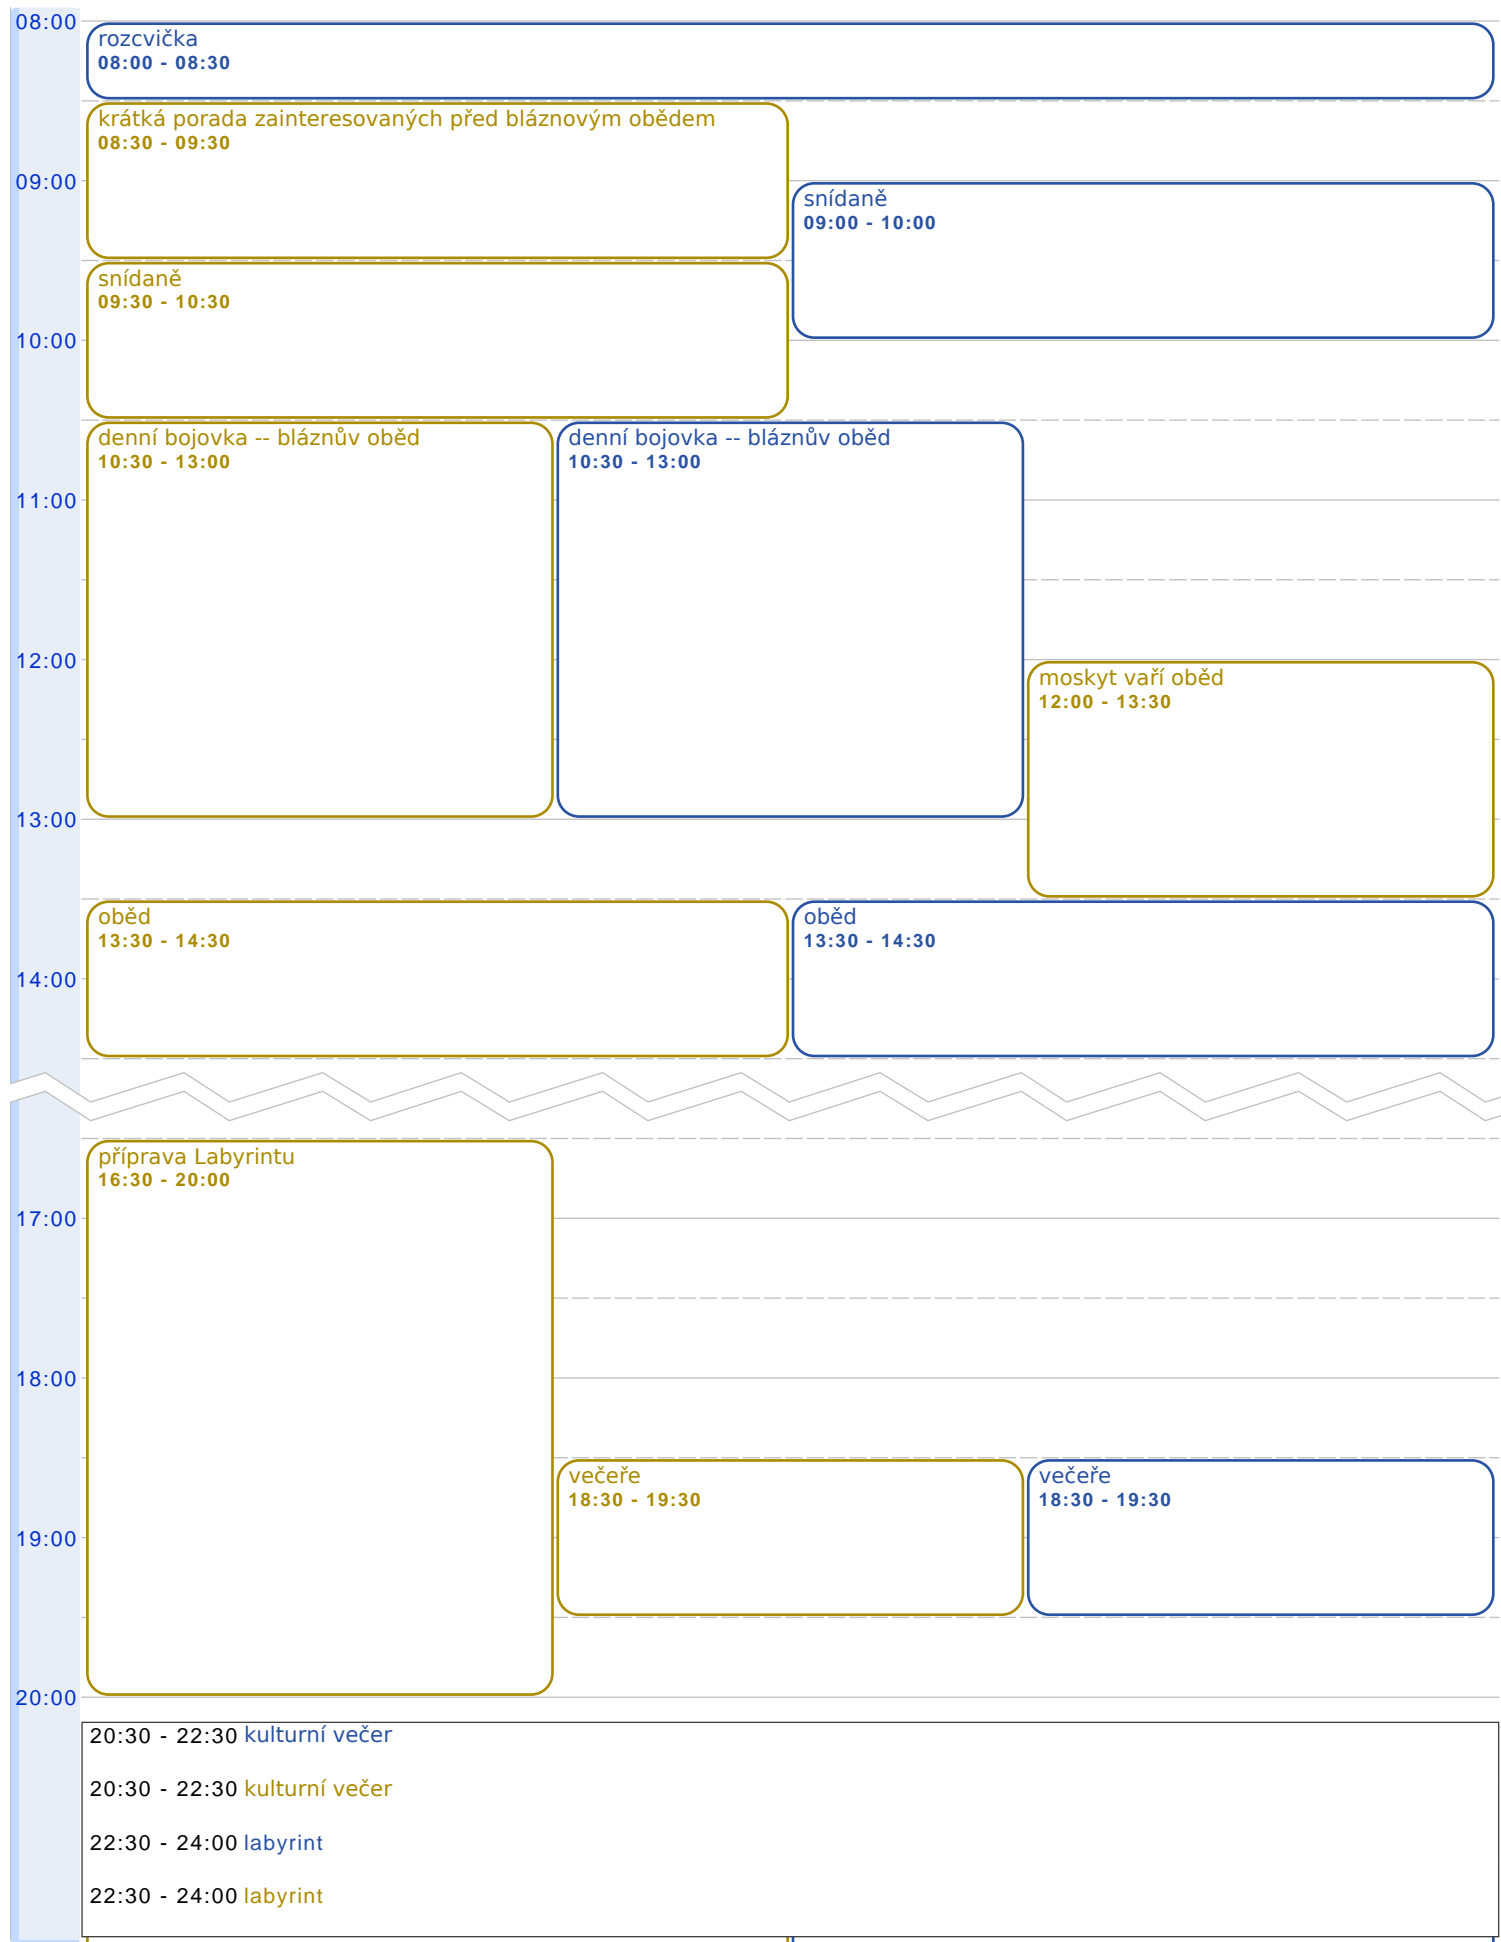 08:00
rozcvička
08:00 - 08:30
krátká porada zainteresovaných před bláznovým obědem
08:30 - 09:30
09:00
snídaně
09:00 - 10:00
snídaně
09:30 - 10:30
10:00
denní bojovka -- bláznův oběd
10:30 - 13:00
denní bojovka -- bláznův oběd
10:30 - 13:00
11:00
12:00
moskyt vaří oběd
12:00 - 13:30
13:00
oběd
13:30 - 14:30
oběd
13:30 - 14:30
14:00
příprava Labyrintu
16:30 - 20:00
17:00
18:00
večeře
18:30 - 19:30
večeře
18:30 - 19:30
19:00
20:00
20:30 - 22:30 kulturní večer
20:30 - 22:30 kulturní večer
22:30 - 24:00 labyrint
22:30 - 24:00 labyrint